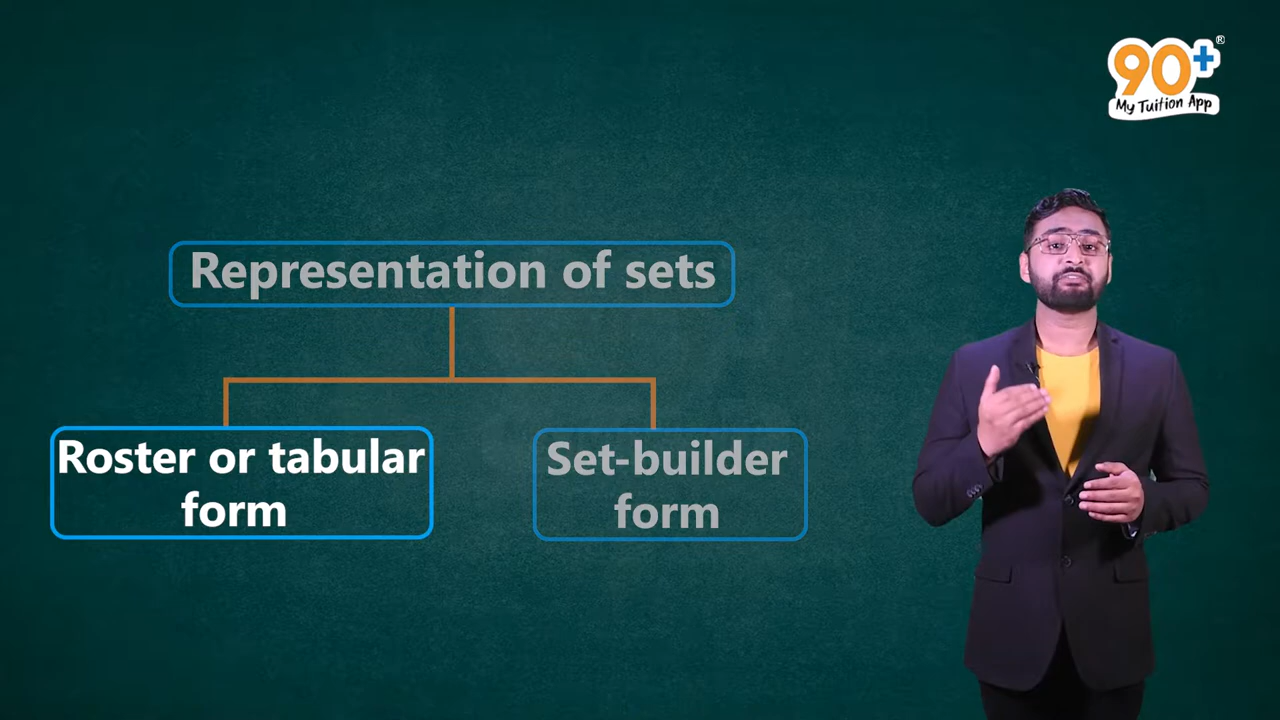 90+®
My Tuition App
Representation of sets
Roster or tabular
form
Set-builder
form